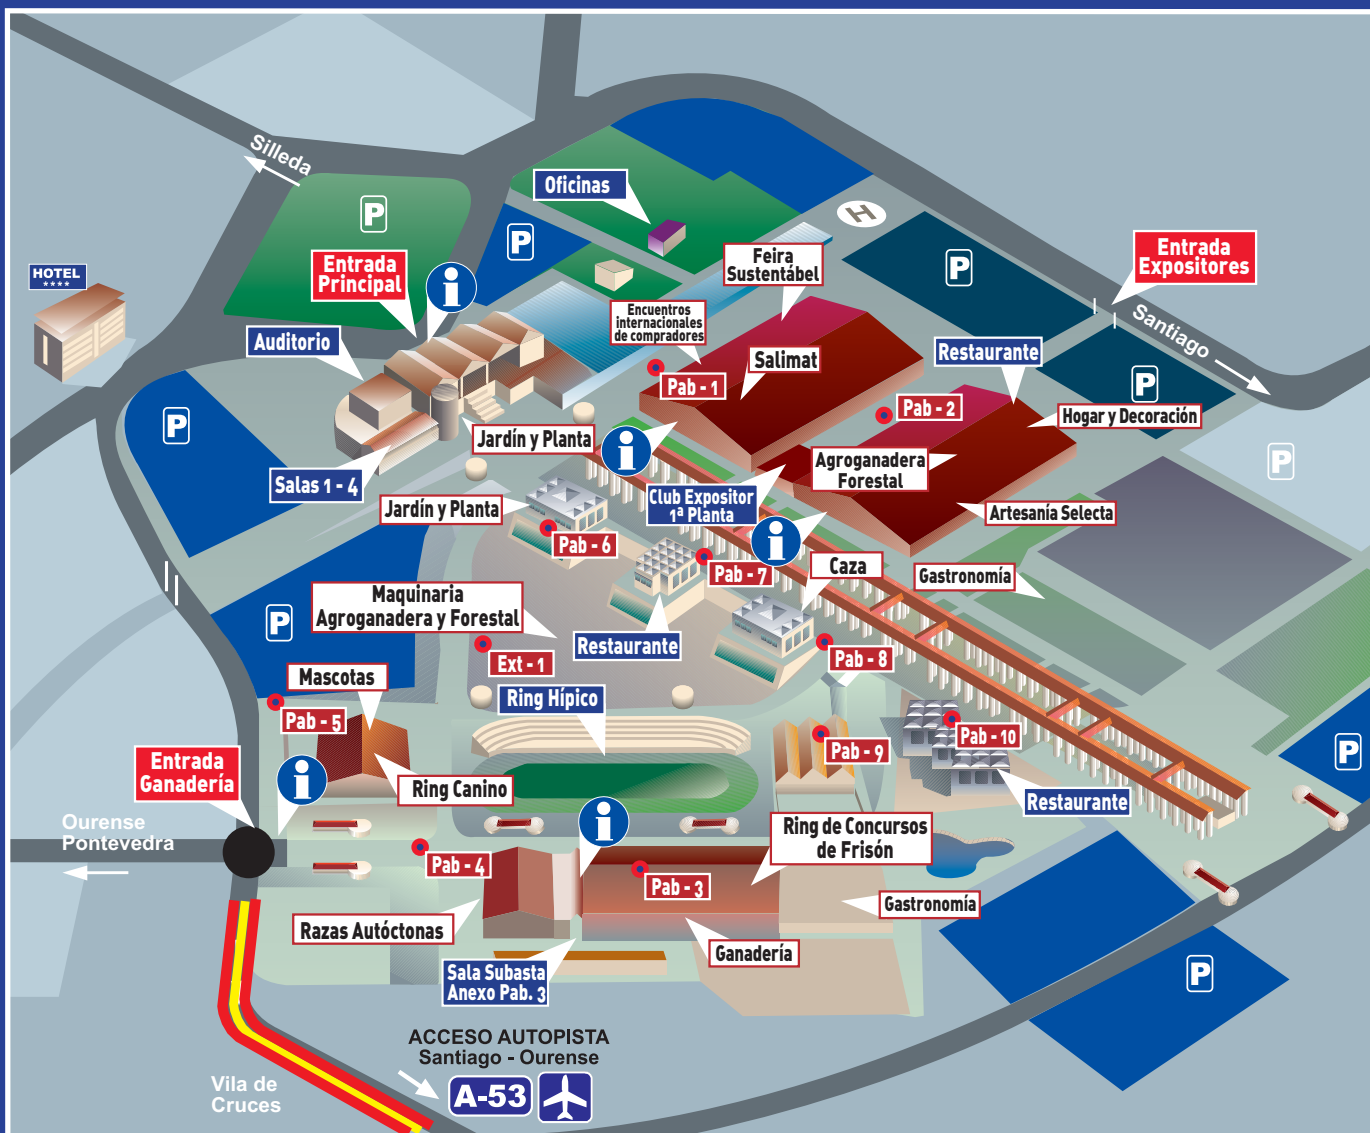 Silleda
P
Oficinas
P
H
HOTEL
****
Entrada
Principal
i
Feira
Sustentábel
P
Entrada
Expositores
Encuentros
internacionales
de compradores
Santiago
Auditorio
Salimat
Restaurante
Pab - 1
P
Pab - 2
Hogar y Decoración
P
Jardín y Planta
i
Agroganadera
Forestal
P
Salas 1 - 4
Jardín y Planta
Club Expositor
1ª Planta
Artesanía Selecta
Pab - 6
i
Pab - 7
Caza
Gastronomía
Maquinaria
Agroganadera y Forestal
P
Restaurante
Ext - 1
Pab - 8
Mascotas
Ring Hípico
Pab - 5
Pab - 9
Pab - 10
P
Entrada
Ganadería
i
Ring Canino
Restaurante
i
Ourense
Pontevedra
Ring de Concursos
de Frisón
Pab - 4
Pab - 3
Gastronomía
Razas Autóctonas
Ganadería
Sala Subasta
Anexo Pab. 3
P
ACCESO AUTOPISTA
Santiago - Ourense
Vila de
Cruces
A-53